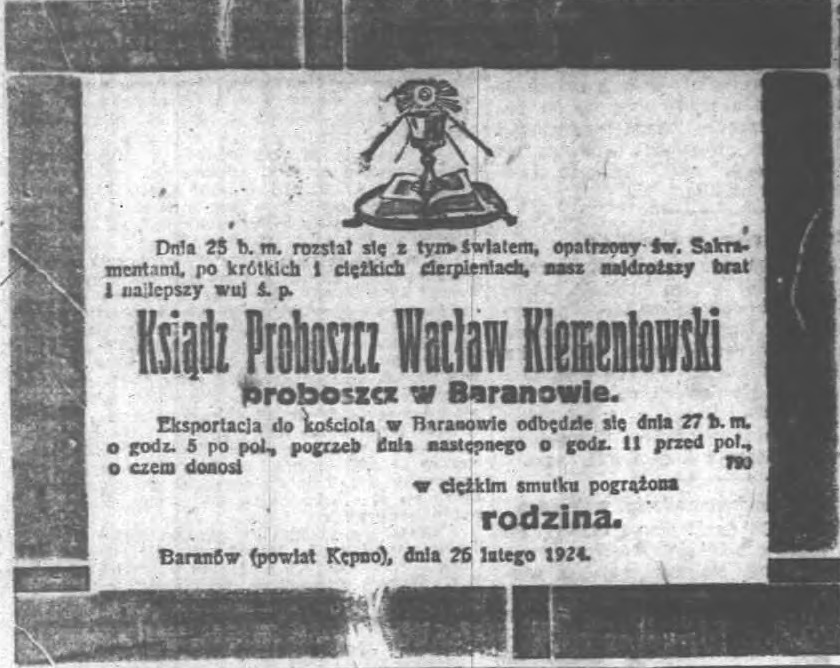 Dnia 25 b. m. rozstał się z tym światem, opatrzony św. Sakra-
mentami, po krótkich i ciężkich cierpieniach, nasz najdroższy brat
i najlepszy wuj ś. p.
Ksiądz Proboszcz Wacław Klementowski
proboszcz w Baranowie.
Eksportacja do kościoła w Baranowie odbędzie się dnia 27 b. m.
o godz. 5 po poł., pogrzeb dnia następnego o godz. 11 przed poł.,
o czem donosi 790
w ciężkim smutku pogrążona
rodzina.
Baranów (powiat Kępno), dnia 26 lutego 1924.